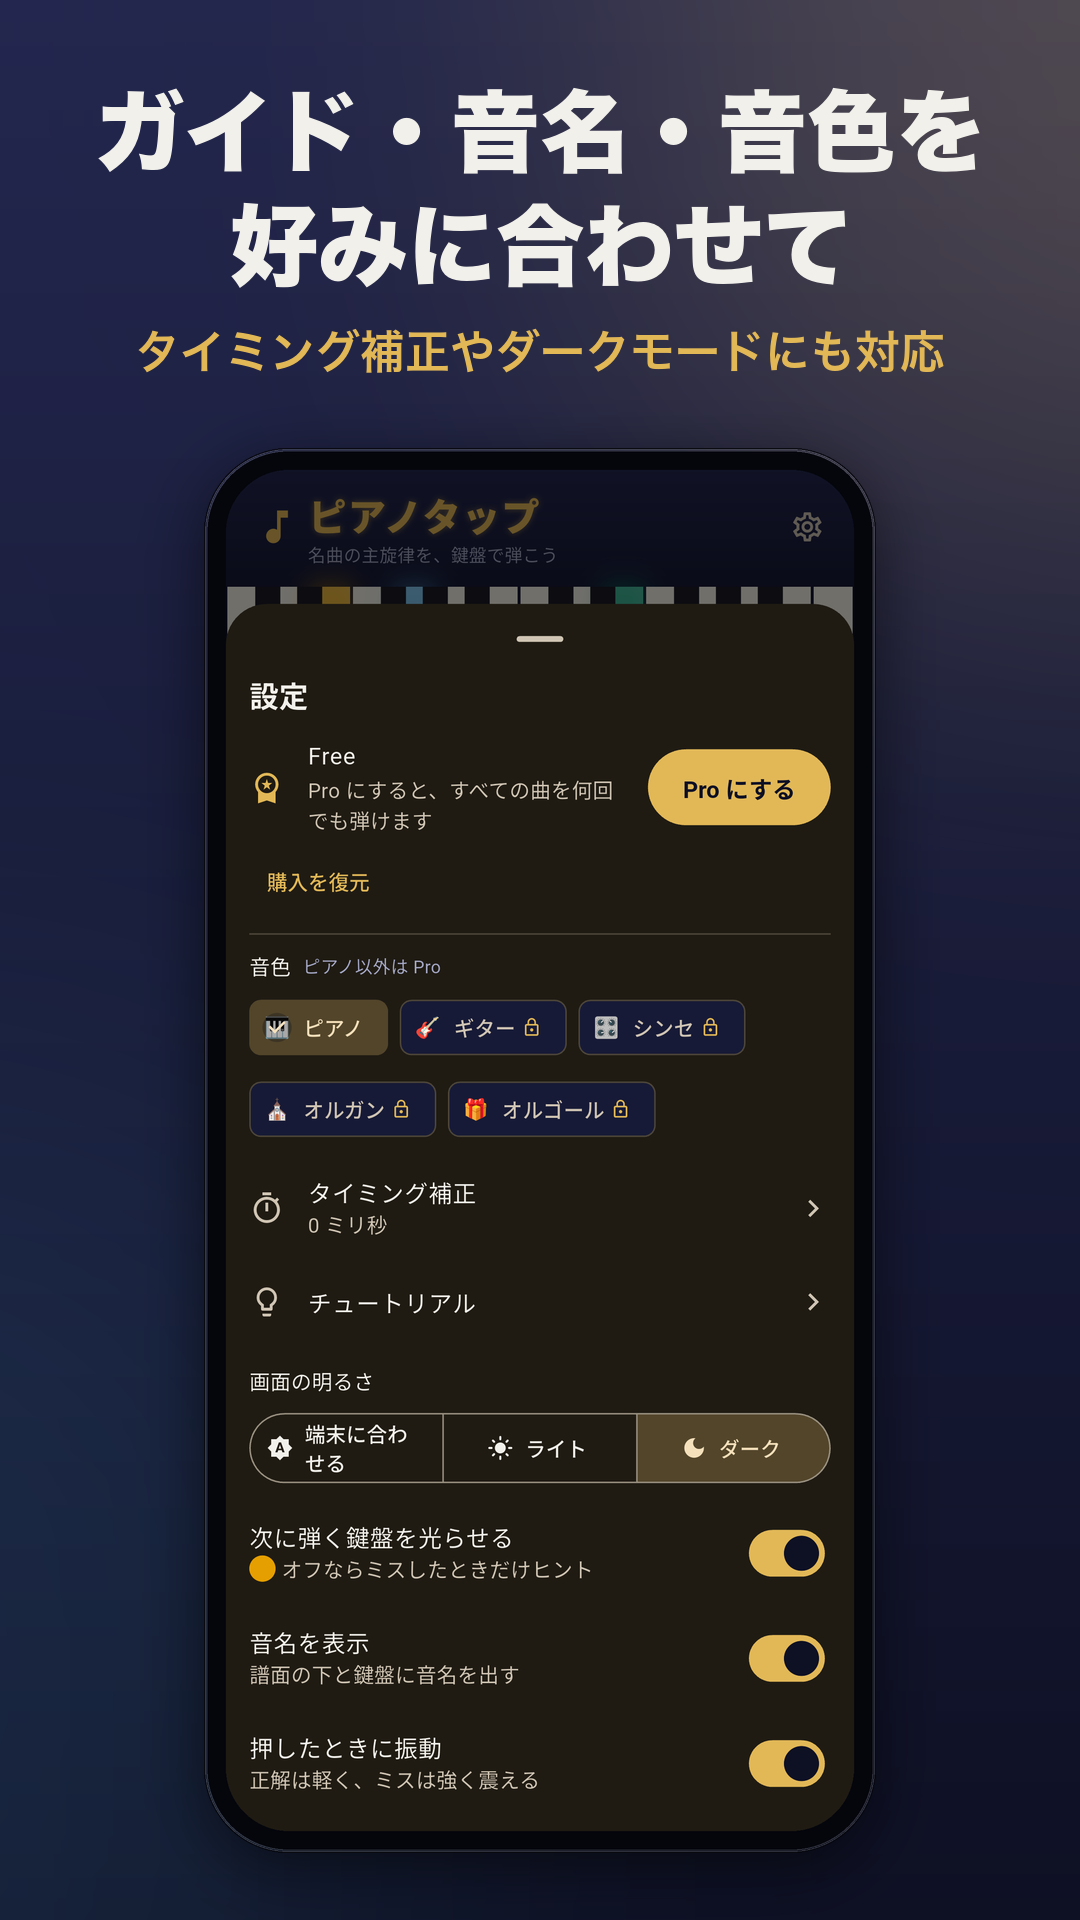 ガイド・音名・音色を
好みに合わせて
タイミング補正やダークモードにも対応
ピアノタップ
名曲の主旋律を、鍵盤で弾こう
設定
Free
Pro にすると、すべての曲を何回
でも弾けます
Pro にする
購入を復元
音色 ピアノ以外は Pro
ピアノ ギター シンセ
オルガン オルゴール
タイミング補正
0 ミリ秒
チュートリアル
画面の明るさ
端末に合わ
せる
ライト
ダーク
次に弾く鍵盤を光らせる
オフならミスしたときだけヒント
音名を表示
譜面の下と鍵盤に音名を出す
押したときに振動
正解は軽く、ミスは強く震える